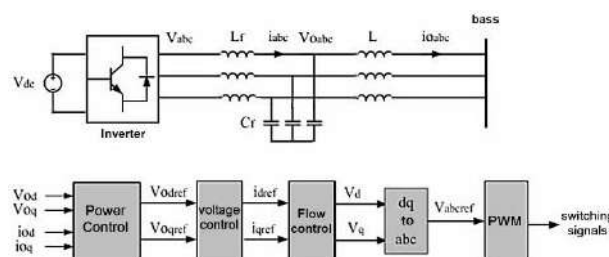 bass
Vabc Lf iabc Voabc L ioabc
Vdc
Cf
Inverter
Vod
Voq
iod
ioq
Power
Control
Vodref
Voqref
voltage
control
idref
iqref
Flow
control
Vd
Vq
dq
to
abc
Vabcref
PWM
switching
signals